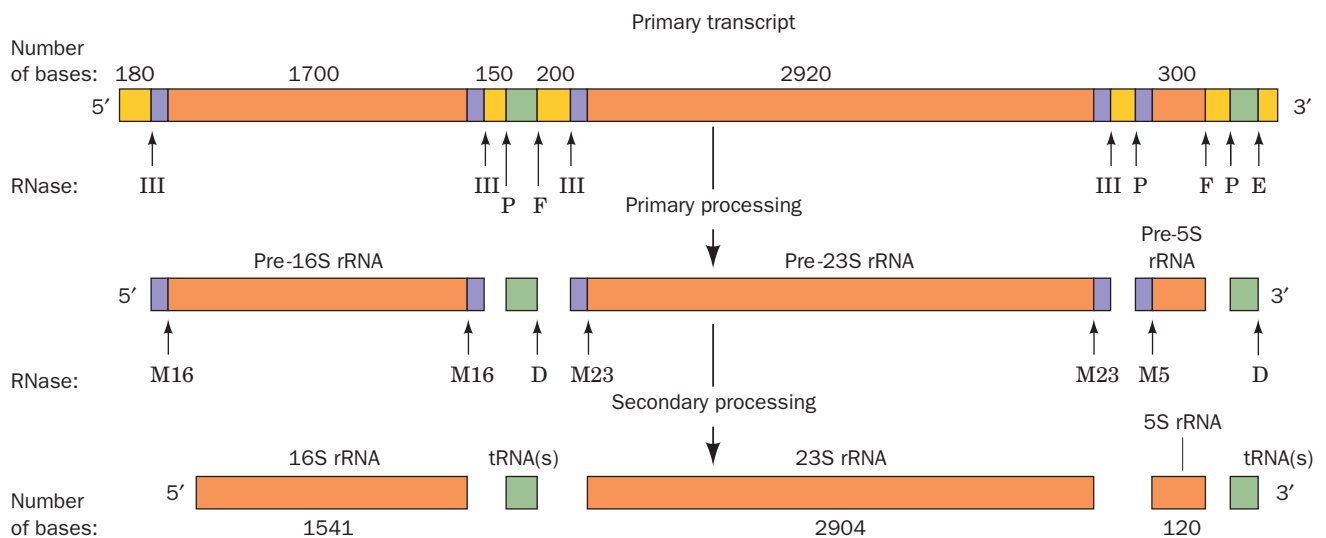 Primary transcript
Number
of bases: 180 1700 150 200 2920 300
5′ 3′
RNase: III III P F III III P F P E
Primary processing
Pre-16S rRNA Pre-23S rRNA Pre-5S
rRNA
5′ 3′
RNase: M16 M16 D M23 M23 M5 D
Secondary processing
5S rRNA
16S rRNA tRNA(s) 23S rRNA tRNA(s)
5′ 3′
Number
of bases: 1541 2904 120